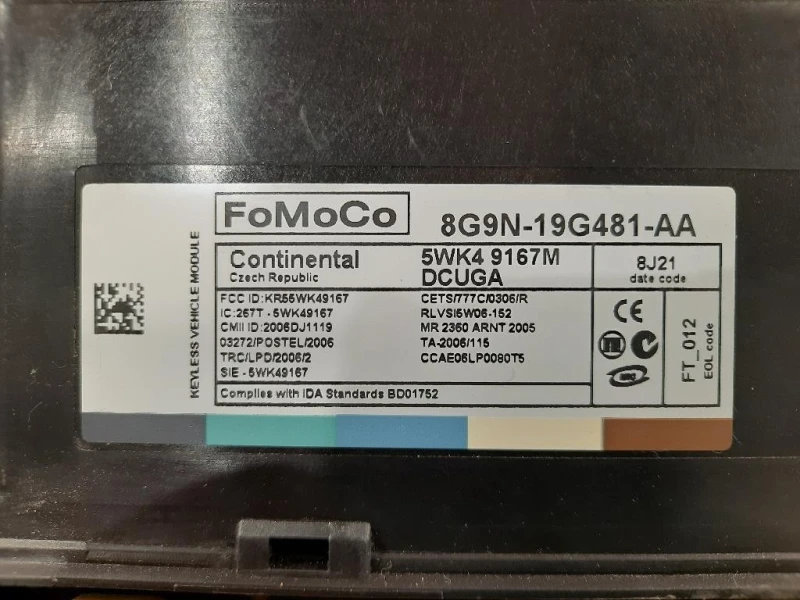 FoMoCo
8G9N-19G481-AA
KEYLESS VEHICLE MODULE
Continental
Czech Republic
5WK4 9167M
DCUGA
8J21
date code
FCC ID:KR55WK49167
IC:267T - 5WK49167
CMII ID:2006DJ1119
03272/POSTEL/2006
TRC/LPD/2006/2
SIE - 5WK49167
CETS/777C/0306/R
RLVSI5W06-152
MR 2360 ARNT 2005
TA-2006/115
CCAE06LP0080T5
CE
FT_012
EOL code
Complies with IDA Standards BD01752